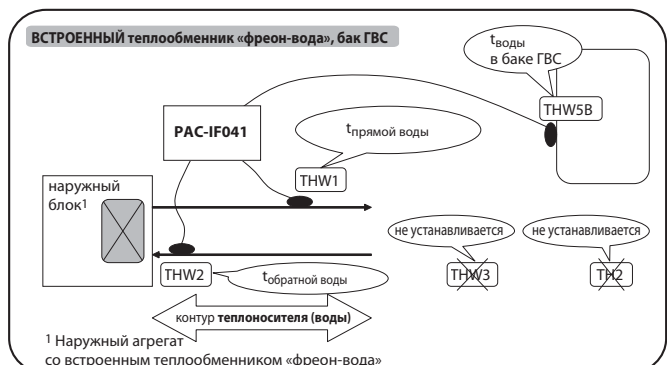 ВСТРОЕННЫЙ теплообменник «фреон-вода», бак ГВС
tводы
в баке ГВС
THW5B
PAC-IF041
tпрямой воды
THW1
наружный
блок1
не устанавливается
не устанавливается
THW2
tобратной воды
THW3
TH2
контур теплоносителя (воды)
1 Наружный агрегат
со встроенным теплообменником «фреон-вода»